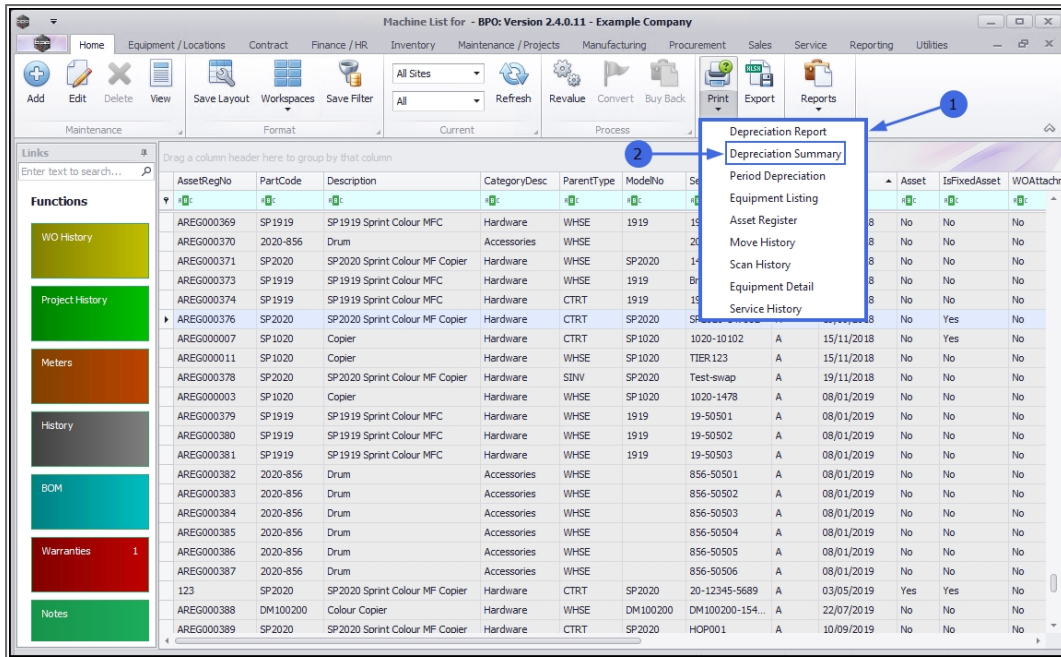 Machine List for - BPO: Version 2.4.0.11 - Example Company
Home Equipment / Locations Contract Finance / HR Inventory Maintenance / Projects Manufacturing Procurement Sales Service Reporting Utilities
All Sites
Add Edit Delete View Save Layout Workspaces Save Filter All Refresh Revalue Convert Buy Back Print Export Reports
1
Maintenance Format Current Process
Depreciation Report
2 Depreciation Summary
Period Depreciation
Equipment Listing
Asset Register
Move History
Scan History
Equipment Detail
Service History
Links
Enter text to search...
Functions
WO History
Project History
Meters
History
BOM
Warranties 1
Notes
Drag a column header here to group by that column
AssetRegNo PartCode Description CategoryDesc ParentType ModelNo Se Asset IsFixedAsset WOAttachm
AREG000369 SP1919 SP1919 Sprint Colour MFC Hardware WHSE 1919 19 8 No No No
AREG000370 2020-856 Drum Accessories WHSE 20 8 No No No
AREG000371 SP2020 SP2020 Sprint Colour MF Copier Hardware WHSE SP2020 14 8 No No No
AREG000373 SP1919 SP1919 Sprint Colour MFC Hardware WHSE 1919 Br 8 No No No
AREG000374 SP1919 SP1919 Sprint Colour MFC Hardware CTRT 1919 19 8 No No No
AREG000376 SP2020 SP2020 Sprint Colour MF Copier Hardware CTRT SP2020 No Yes No
AREG000007 SP1020 Copier Hardware CTRT SP1020 1020-10102 A 15/11/2018 No Yes No
AREG000011 SP1020 Copier Hardware WHSE SP1020 TIER123 A 15/11/2018 No No No
AREG000378 SP2020 SP2020 Sprint Colour MF Copier Hardware SINV SP2020 Test-swap A 19/11/2018 No No No
AREG000003 SP1020 Copier Hardware WHSE SP1020 1020-1478 A 08/01/2019 No No No
AREG000379 SP1919 SP1919 Sprint Colour MFC Hardware WHSE 1919 19-50501 A 08/01/2019 No No No
AREG000380 SP1919 SP1919 Sprint Colour MFC Hardware WHSE 1919 19-50502 A 08/01/2019 No No No
AREG000381 SP1919 SP1919 Sprint Colour MFC Hardware WHSE 1919 19-50503 A 08/01/2019 No No No
AREG000382 2020-856 Drum Accessories WHSE 856-50501 A 08/01/2019 No No No
AREG000383 2020-856 Drum Accessories WHSE 856-50502 A 08/01/2019 No No No
AREG000384 2020-856 Drum Accessories WHSE 856-50503 A 08/01/2019 No No No
AREG000385 2020-856 Drum Accessories WHSE 856-50504 A 08/01/2019 No No No
AREG000386 2020-856 Drum Accessories WHSE 856-50505 A 08/01/2019 No No No
AREG000387 2020-856 Drum Accessories WHSE 856-50506 A 08/01/2019 No No No
123 SP2020 SP2020 Sprint Colour MF Copier Hardware CTRT SP2020 20-12345-5689 A 03/05/2019 Yes Yes No
AREG000388 DM100200 Colour Copier Hardware WHSE DM100200 DM100200-154... A 22/07/2019 No No No
AREG000389 SP2020 SP2020 Sprint Colour MF Copier Hardware CTRT SP2020 HOP001 A 10/09/2019 No No No